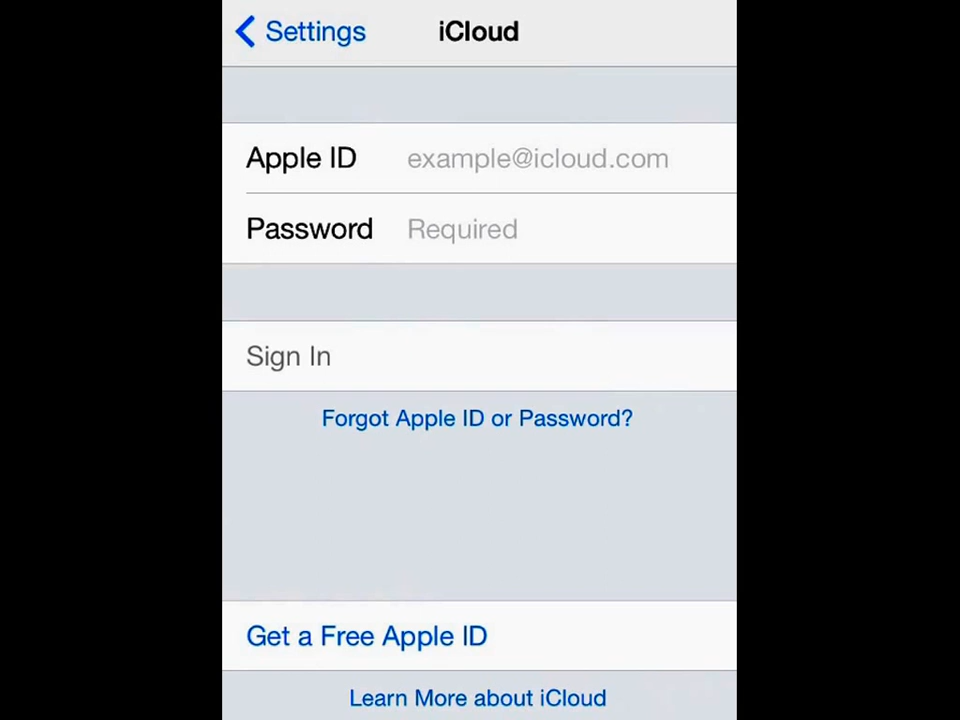 Settings iCloud
Apple ID example@icloud.com
Password Required
Sign In
Forgot Apple ID or Password?
Get a Free Apple ID
Learn More about iCloud